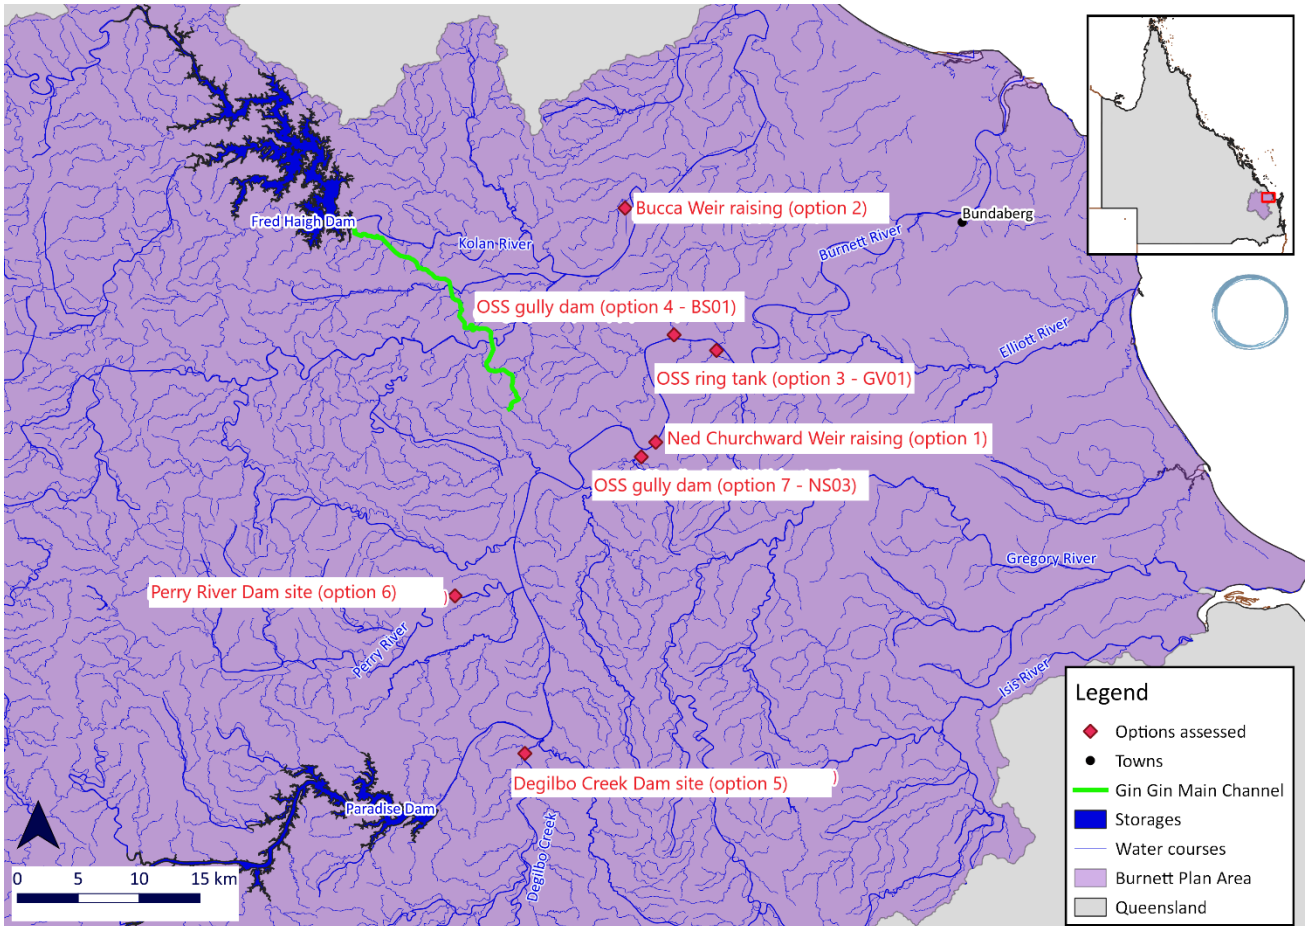 Fred Haigh Dam
Kolan River
Bucca Weir raising (option 2)
Burnett River
Bundaberg
OSS gully dam (option 4 - BS01)
Elliott River
OSS ring tank (option 3 - GV01)
Ned Churchward Weir raising (option 1)
OSS gully dam (option 7 - NS03)
Gregory River
Perry River Dam site (option 6)
)
Perry River
Isis River
Degilbo Creek Dam site (option 5)
)
Paradise Dam
Degilbo Creek
0 5 10 15 km
Legend
Options assessed
Towns
Gin Gin Main Channel
Storages
Water courses
Burnett Plan Area
Queensland